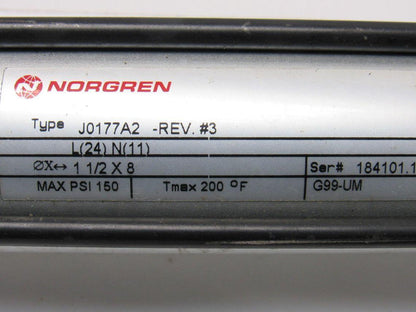 NORGREN
Type J0177A2 -REV. #3
L(24) N(11)
ØX↔ 1 1/2 X 8 Ser# 184101.1
MAX PSI 150 Tmax 200 °F G99-UM